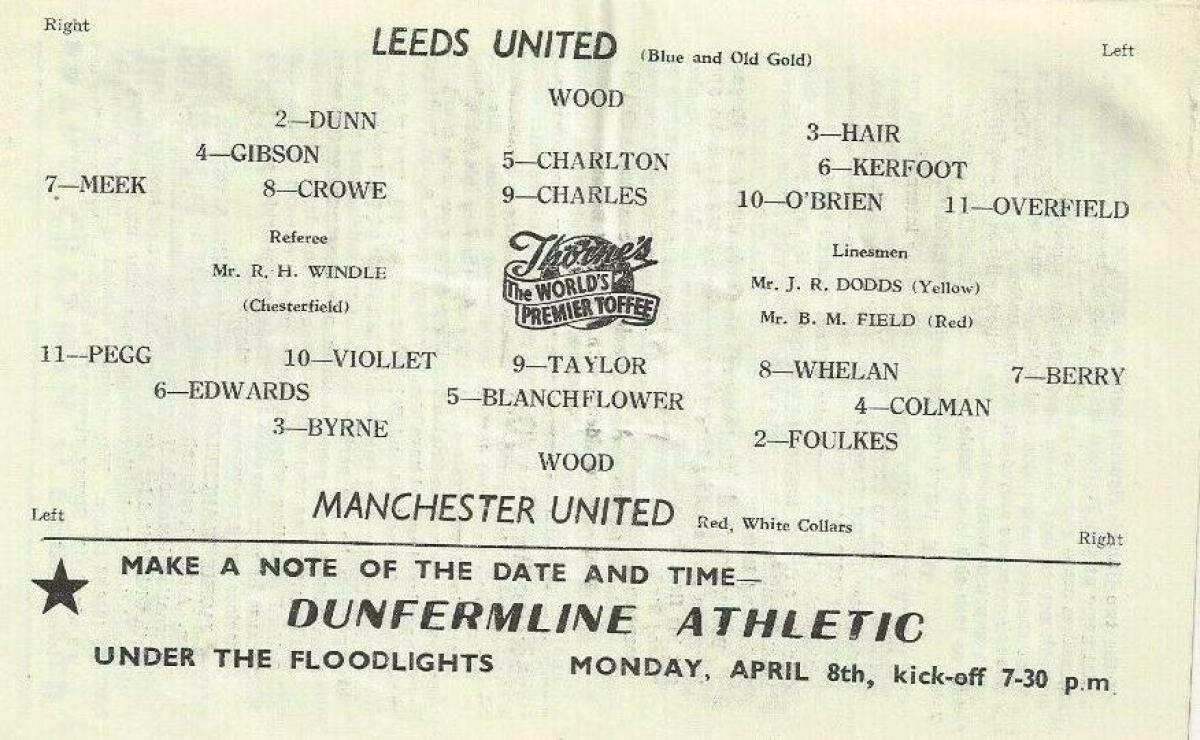 Right
LEEDS UNITED (Blue and Old Gold)
Left
WOOD
2—DUNN 3—HAIR
4—GIBSON 5—CHARLTON 6—KERFOOT
7—MEEK 8—CROWE 9—CHARLES 10—O'BRIEN 11—OVERFIELD
Referee
Mr. R. H. WINDLE
(Chesterfield)
Thorne's
The WORLD'S
PREMIER TOFFEE
Linesmen
Mr. J. R. DODDS (Yellow)
Mr. B. M. FIELD (Red)
11—PEGG 10—VIOLLET 9—TAYLOR 8—WHELAN 7—BERRY
6—EDWARDS 5—BLANCHFLOWER 4—COLMAN
3—BYRNE 2—FOULKES
WOOD
Left
MANCHESTER UNITED Red, White Collars
Right
MAKE A NOTE OF THE DATE AND TIME—
DUNFERMLINE ATHLETIC
UNDER THE FLOODLIGHTS MONDAY, APRIL 8th, kick-off 7-30 p.m.